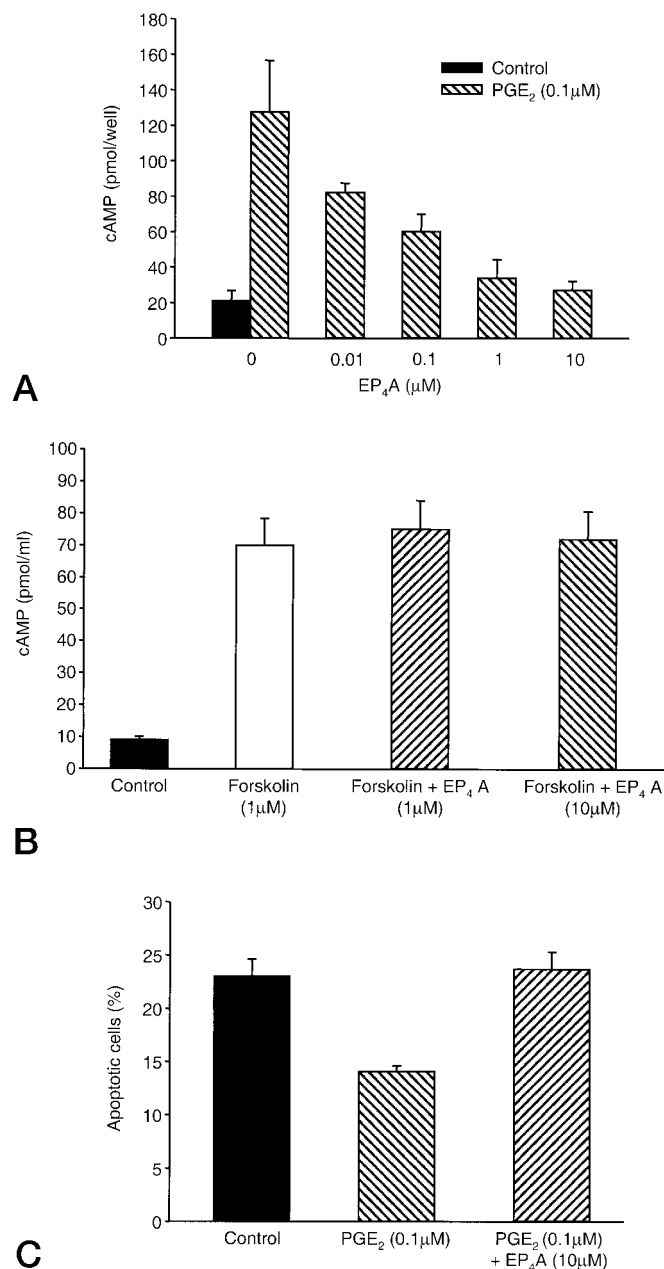 180
160
140
120
100
80
60
40
20
0
cAMP (pmol/well)
Control
PGE₂ (0.1μM)
0 0.01 0.1 1 10
EP₄A (μM)
A
100
90
80
70
60
50
40
30
20
10
0
cAMP (pmol/ml)
Control Forskolin Forskolin + EP₄ A Forskolin + EP₄ A
(1μM) (1μM) (10μM)
B
30
25
20
15
10
5
0
Apoptotic cells (%)
Control PGE₂ (0.1μM) PGE₂ (0.1μM)
+ EP₄A (10μM)
C